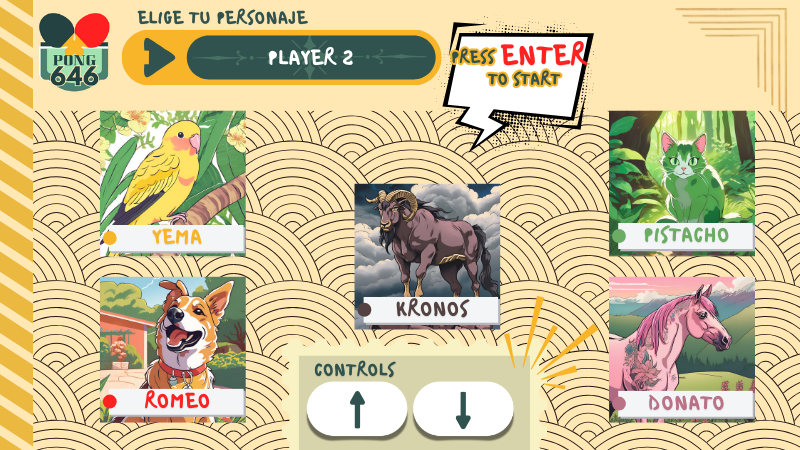 ELIGE TU PERSONAJE
PONG
646
PLAYER 2
PRESS ENTER
TO START
YEMA
PISTACHO
KRONOS
ROMEO
DONATO
CONTROLS